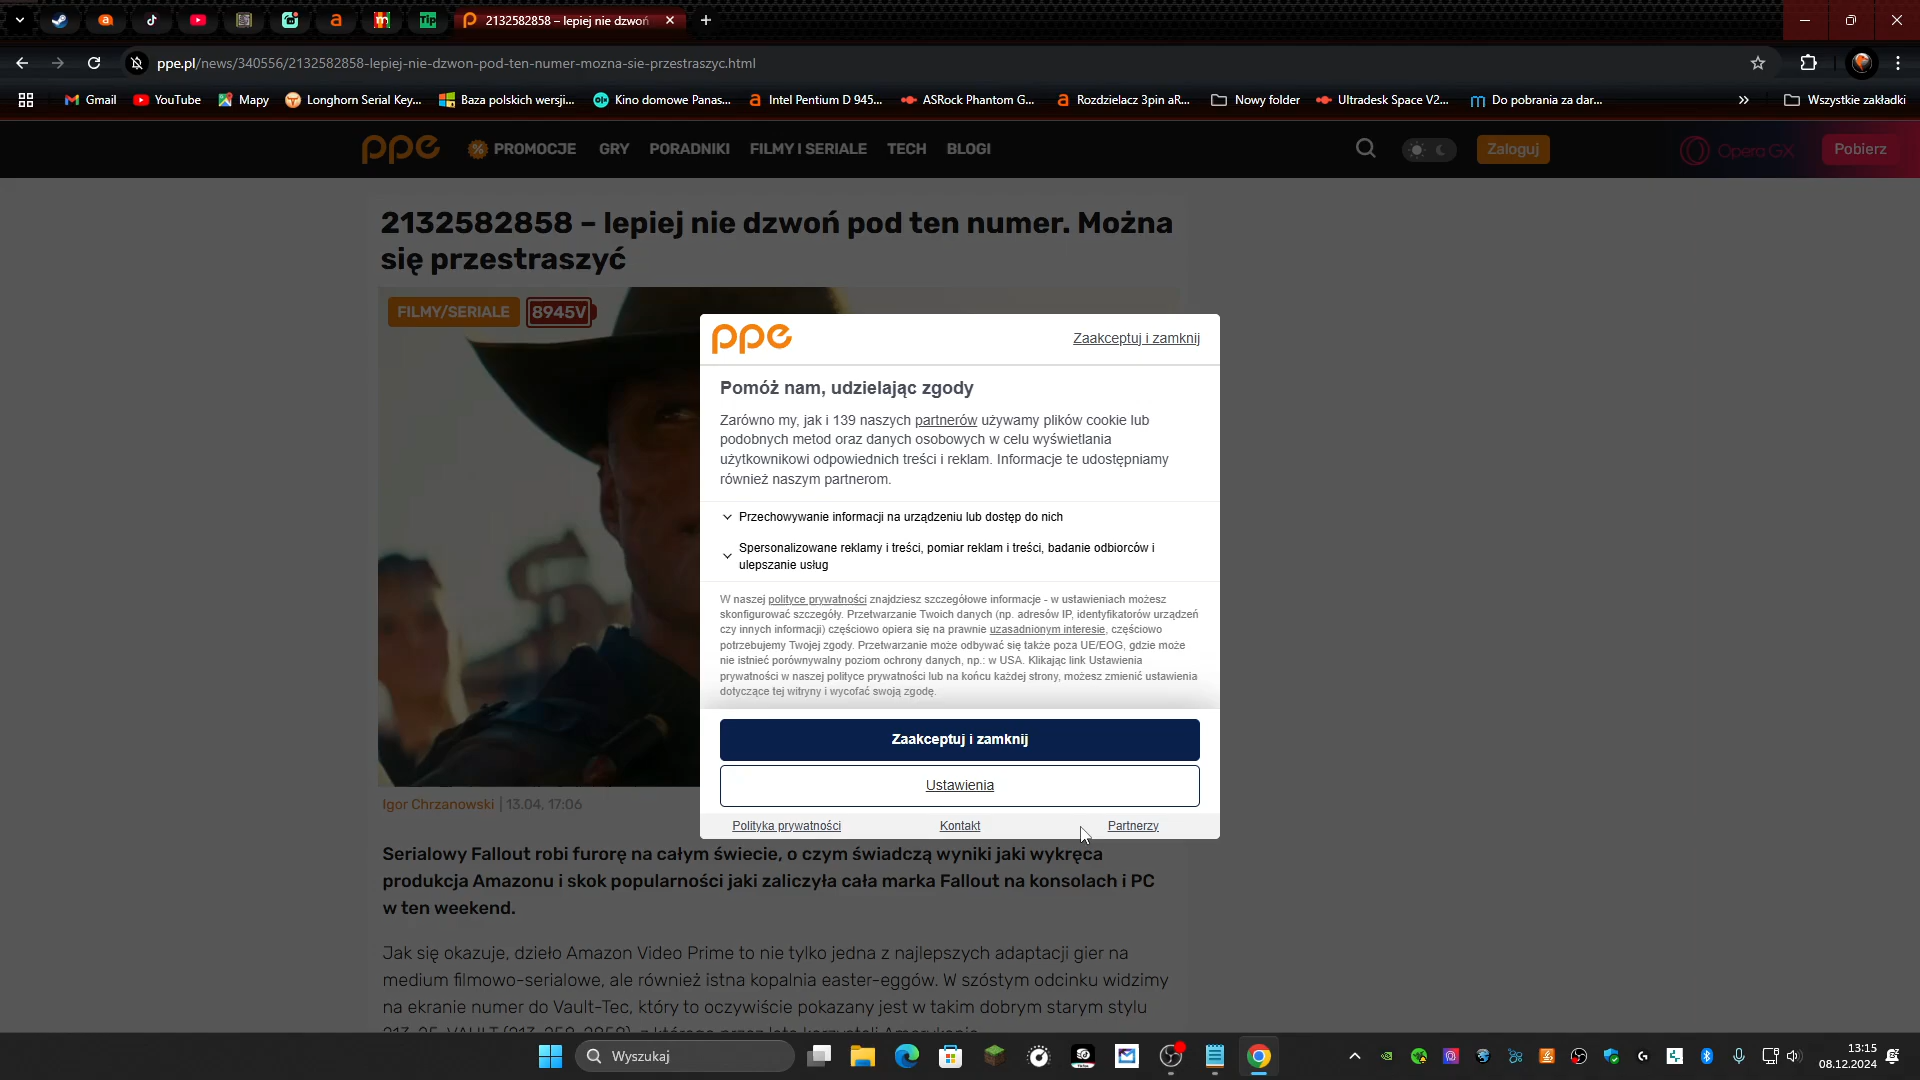 2132582858 – lepiej nie dzwoń
ppe.pl/news/340556/2132582858-lepiej-nie-dzwon-pod-ten-numer-mozna-sie-przestraszyc.html
Gmail
YouTube
Mapy
Longhorn Serial Key...
Baza polskich wersji...
Kino domowe Panas...
Intel Pentium D 945...
ASRock Phantom G...
Rozdzielacz 3pin aR...
Nowy folder
Ultradesk Space V2...
Do pobrania za dar...
Wszystkie zakładki
ppe
PROMOCJE
GRY
PORADNIKI
FILMY I SERIALE
TECH
BLOGI
Zaloguj
Opera GX
Pobierz
2132582858 – lepiej nie dzwoń pod ten numer. Można
się przestraszyć
FILMY/SERIALE
8945V
ppe
Zaakceptuj i zamknij
Pomóż nam, udzielając zgody
Zarówno my, jak i 139 naszych partnerów używamy plików cookie lub
podobnych metod oraz danych osobowych w celu wyświetlania
użytkownikowi odpowiednich treści i reklam. Informacje te udostępniamy
również naszym partnerom.
Przechowywanie informacji na urządzeniu lub dostęp do nich
Spersonalizowane reklamy i treści, pomiar reklam i treści, badanie odbiorców i
ulepszanie usług
W naszej polityce prywatności znajdziesz szczegółowe informacje - w ustawieniach możesz
skonfigurować szczegóły. Przetwarzanie Twoich danych (np. adresów IP, identyfikatorów urządzeń
czy innych informacji) częściowo opiera się na prawnie uzasadnionym interesie, częściowo
potrzebujemy Twojej zgody. Przetwarzanie może odbywać się także poza UE/EOG, gdzie może
nie istnieć porównywalny poziom ochrony danych, np.: w USA. Klikając link Ustawienia
prywatności w naszej polityce prywatności lub na końcu każdej strony, możesz zmienić ustawienia
dotyczące tej witryny i wycofać swoją zgodę.
Zaakceptuj i zamknij
Ustawienia
Polityka prywatności
Kontakt
Partnerzy
Igor Chrzanowski | 13.04, 17:06
Serialowy Fallout robi furorę na całym świecie, o czym świadczą wyniki jaki wykręca
produkcja Amazonu i skok popularności jaki zaliczyła cała marka Fallout na konsolach i PC
w ten weekend.
Jak się okazuje, dzieło Amazon Video Prime to nie tylko jedna z najlepszych adaptacji gier na
medium filmowo-serialowe, ale również istna kopalnia easter-eggów. W szóstym odcinku widzimy
na ekranie numer do Vault-Tec, który to oczywiście pokazany jest w takim dobrym starym stylu
213-25-VAULT (213-258-2858), z którego przez lata korzystali Amerykanie.
Wyszukaj
13:15
08.12.2024